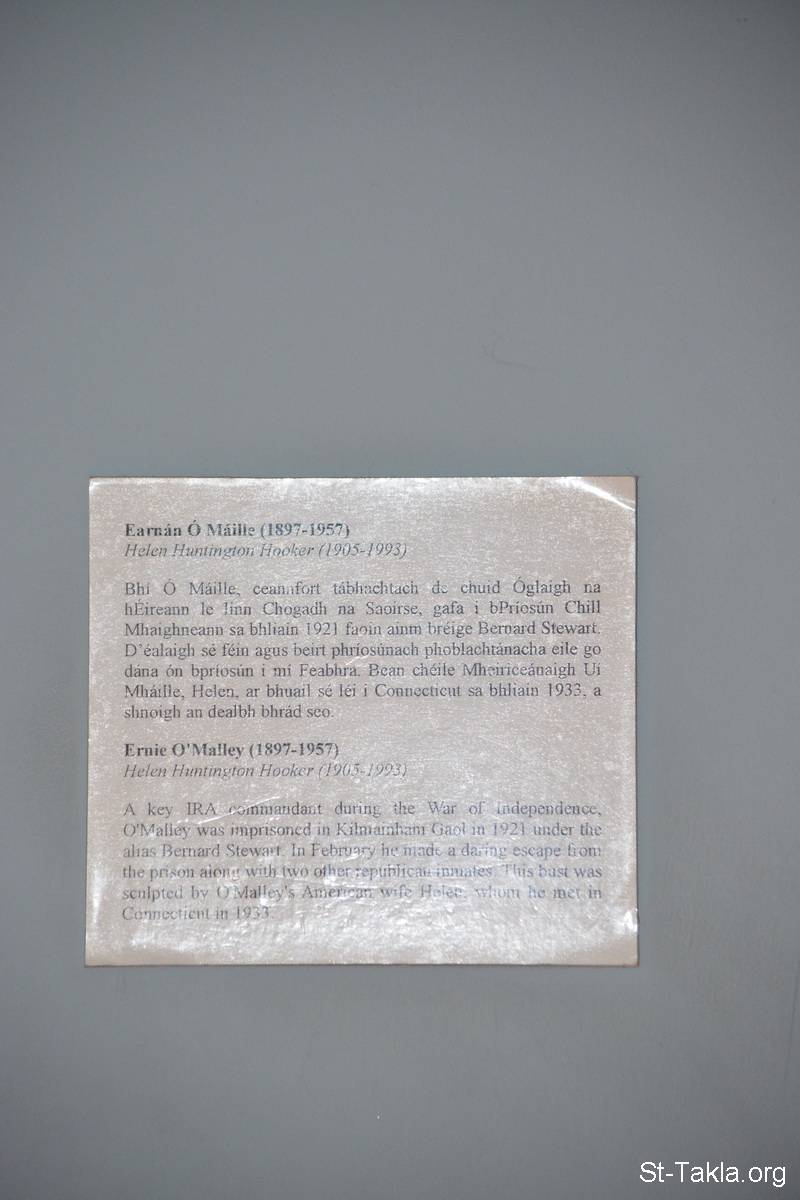 Earnán Ó Máille (1897-1957)
Helen Huntington Hooker (1905-1993)
Bhí Ó Máille, ceannfort tábhachtach de chuid Óglaigh na
hÉireann le linn Chogadh na Saoirse, gafa i bPríosún Chill
Mhaighneann sa bhliain 1921 faoin ainm bréige Bernard Stewart.
D'éalaigh sé féin agus beirt phríosúnach phoblachtánacha eile go
dána ón bpríosún i mí Feabhra. Bean chéile Mheiriceánaigh Uí
Mháille, Helen, ar bhuail sé léi i Connecticut sa bhliain 1933, a
shnoigh an dealbh bhrád seo.
Ernie O'Malley (1897-1957)
Helen Huntington Hooker (1905-1993)
A key IRA commandant during the War of Independence,
O'Malley was imprisoned in Kilmainham Gaol in 1921 under the
alias Bernard Stewart. In February he made a daring escape from
the prison along with two other republican inmates. This bust was
sculpted by O'Malley's American wife Helen, whom he met in
Connecticut in 1933.
St-Takla.org